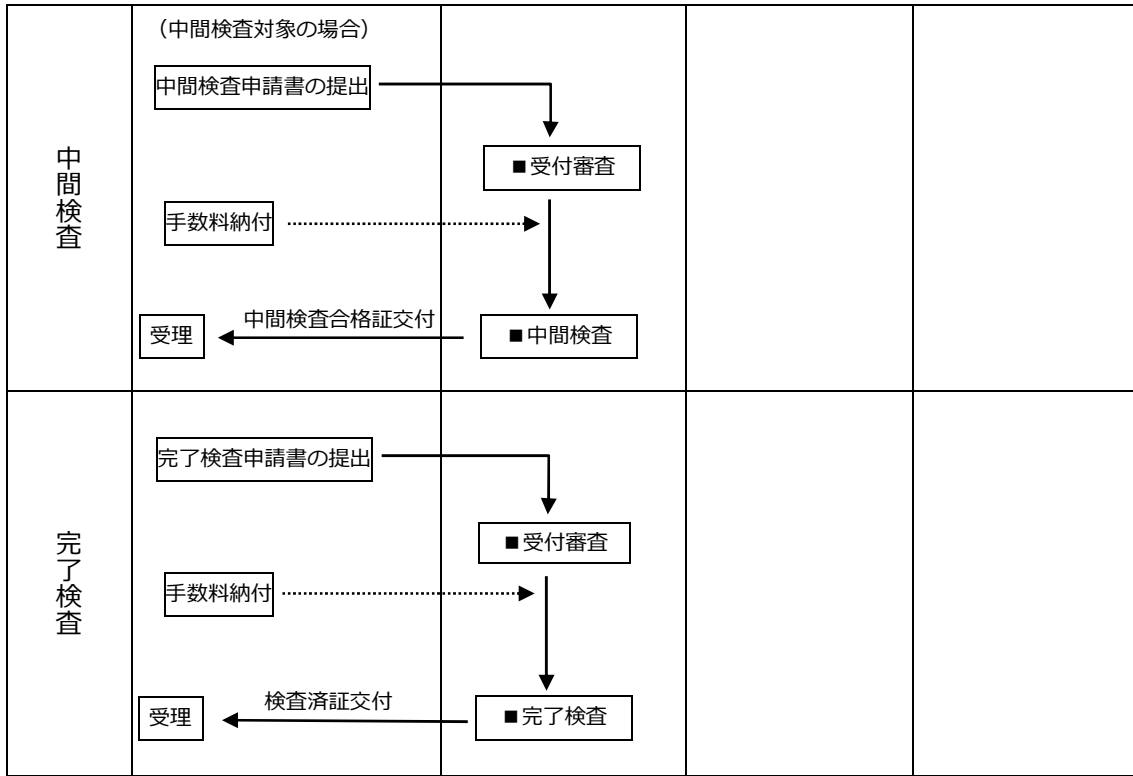 中間検査
（中間検査対象の場合）
中間検査申請書の提出
■受付審査
手数料納付
中間検査合格証交付
受理
■中間検査
完了検査
完了検査申請書の提出
■受付審査
手数料納付
検査済証交付
受理
■完了検査